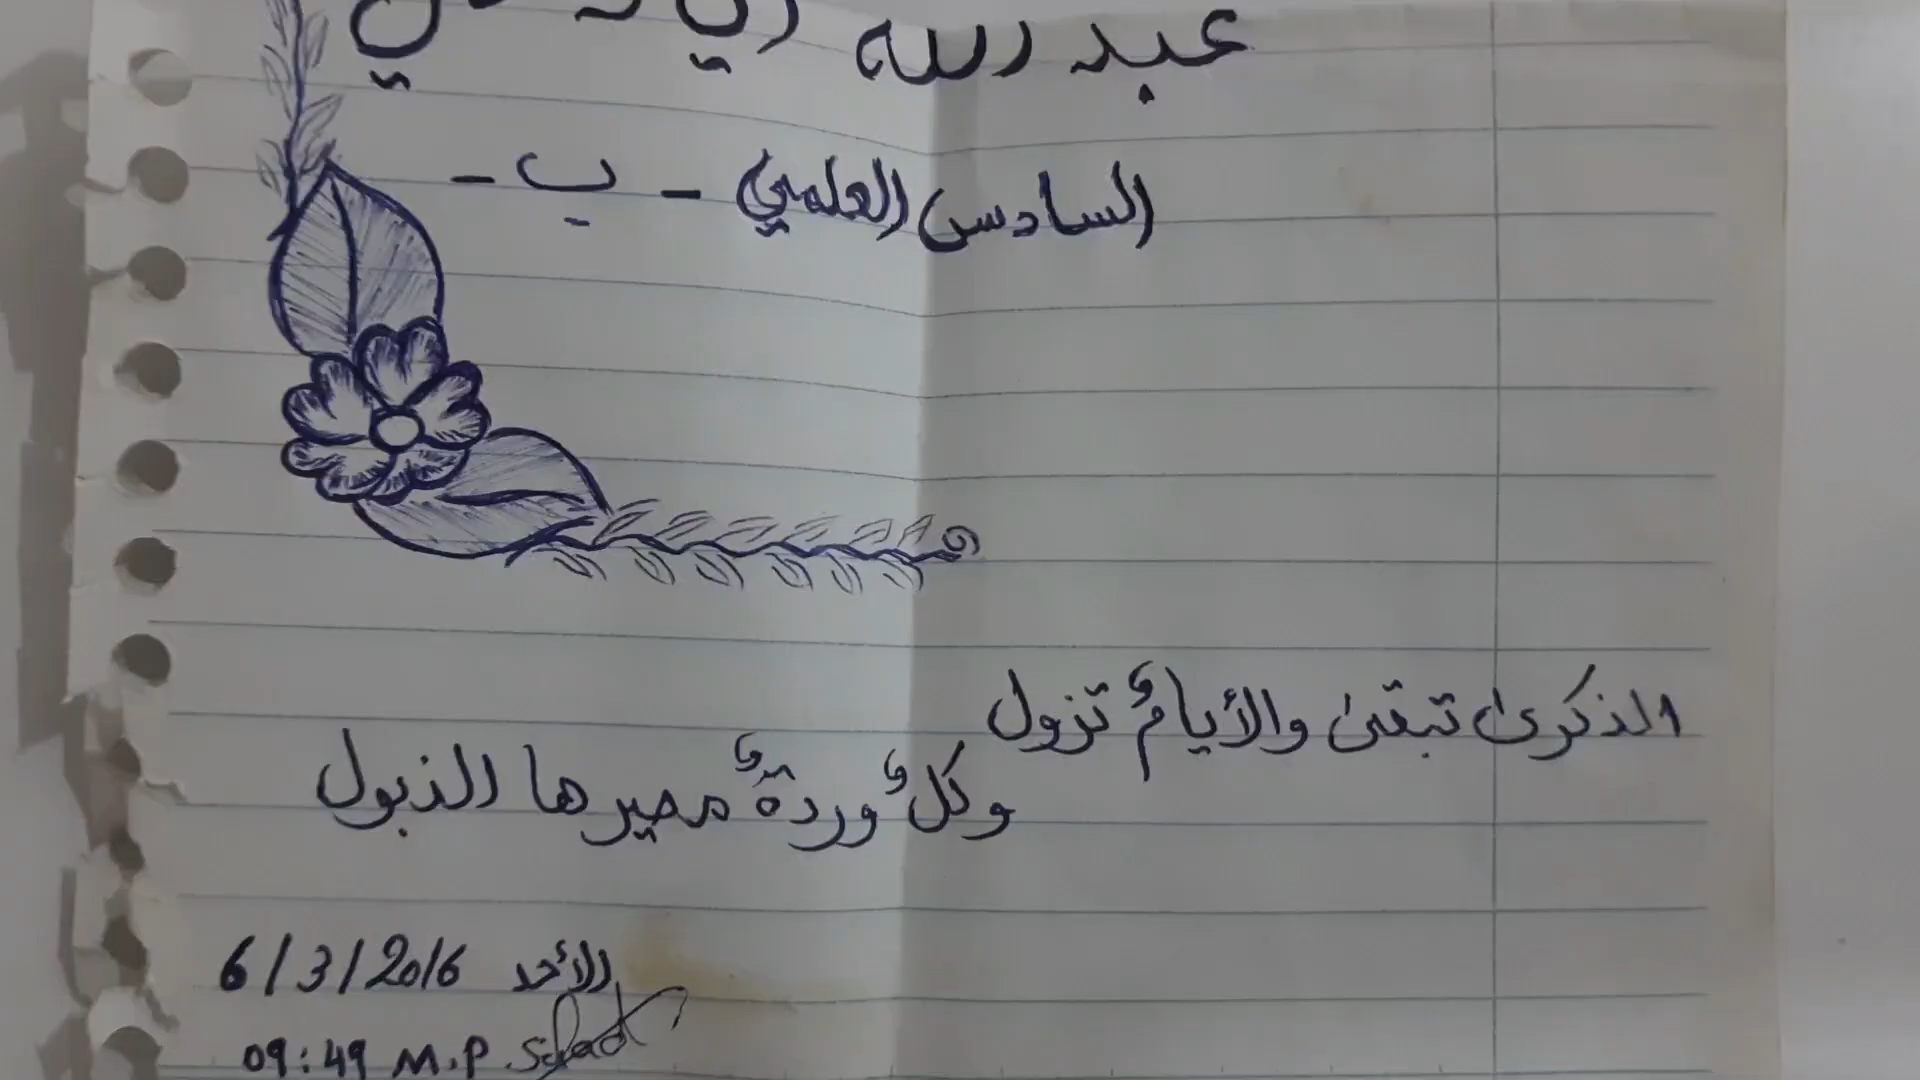 عبد الله
السادس العلمي - ب -
الذكرىٰ تبقىٰ والأيامُ تزول
وكلُ وردةٌ مصيرها الذبول
الأحد 6/3/2016
09:49 M.P